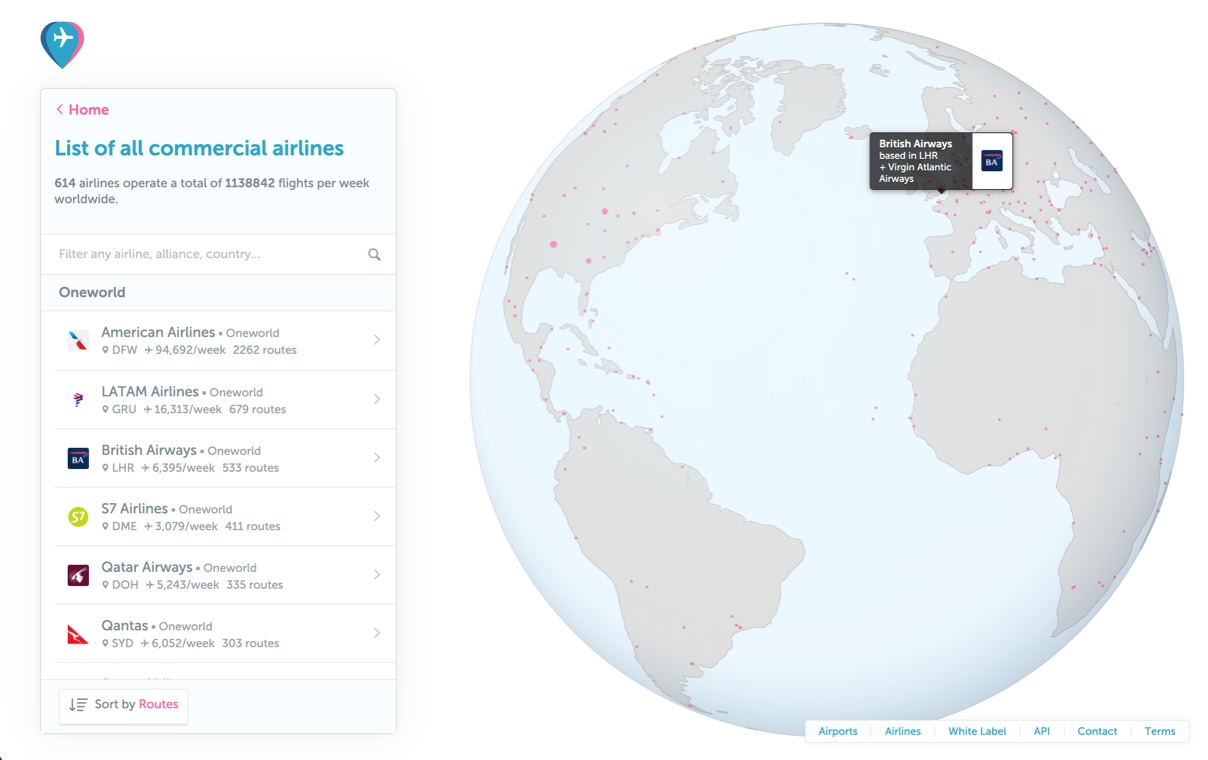 Home
List of all commercial airlines
614 airlines operate a total of 1138842 flights per week
worldwide.
Filter any airline, alliance, country...
Oneworld
American Airlines • Oneworld
DFW 94,692/week 2262 routes
LATAM Airlines • Oneworld
GRU 16,313/week 679 routes
BA
British Airways • Oneworld
LHR 6,395/week 533 routes
S7
S7 Airlines • Oneworld
DME 3,079/week 411 routes
Qatar Airways • Oneworld
DOH 5,243/week 335 routes
Qantas • Oneworld
SYD 6,052/week 303 routes
Sort by Routes
British Airways
based in LHR
+ Virgin Atlantic
Airways
BA
Airports Airlines White Label API Contact Terms